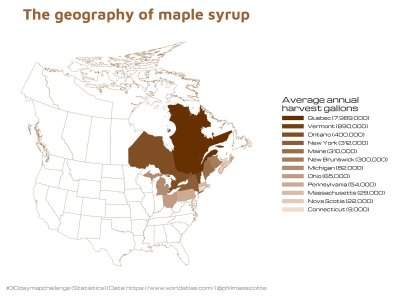 The geography of maple syrup
Average annual
harvest gallons
Quebec (7,989,000)
Vermont (890,000)
Ontario (400,000)
New York (312,000)
Maine (310,000)
New Brunswick (300,000)
Michigan (82,000)
Ohio (65,000)
Pennsylvania (54,000)
Massachusetts (29,000)
Nova Scotia (22,000)
Connecticut (9,000)
#30daymapchallenge (Statistics) | Data: https://www.worldatlas.com/ | @philmassicotte